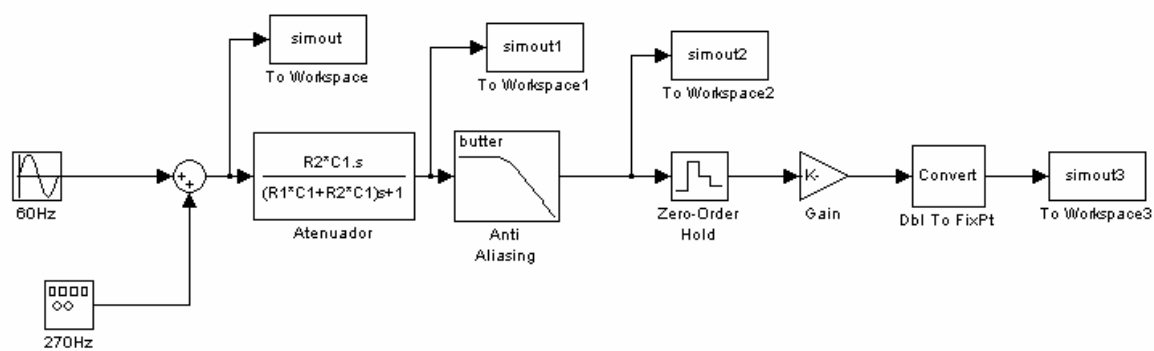 simout
To Workspace
simout1
To Workspace1
simout2
To Workspace2
60Hz
++
R2*C1.s
(R1*C1+R2*C1)s+1
Atenuador
butter
Anti
Aliasing
Zero-Order
Hold
K-
Gain
Convert
Dbl To FixPt
simout3
To Workspace3
270Hz